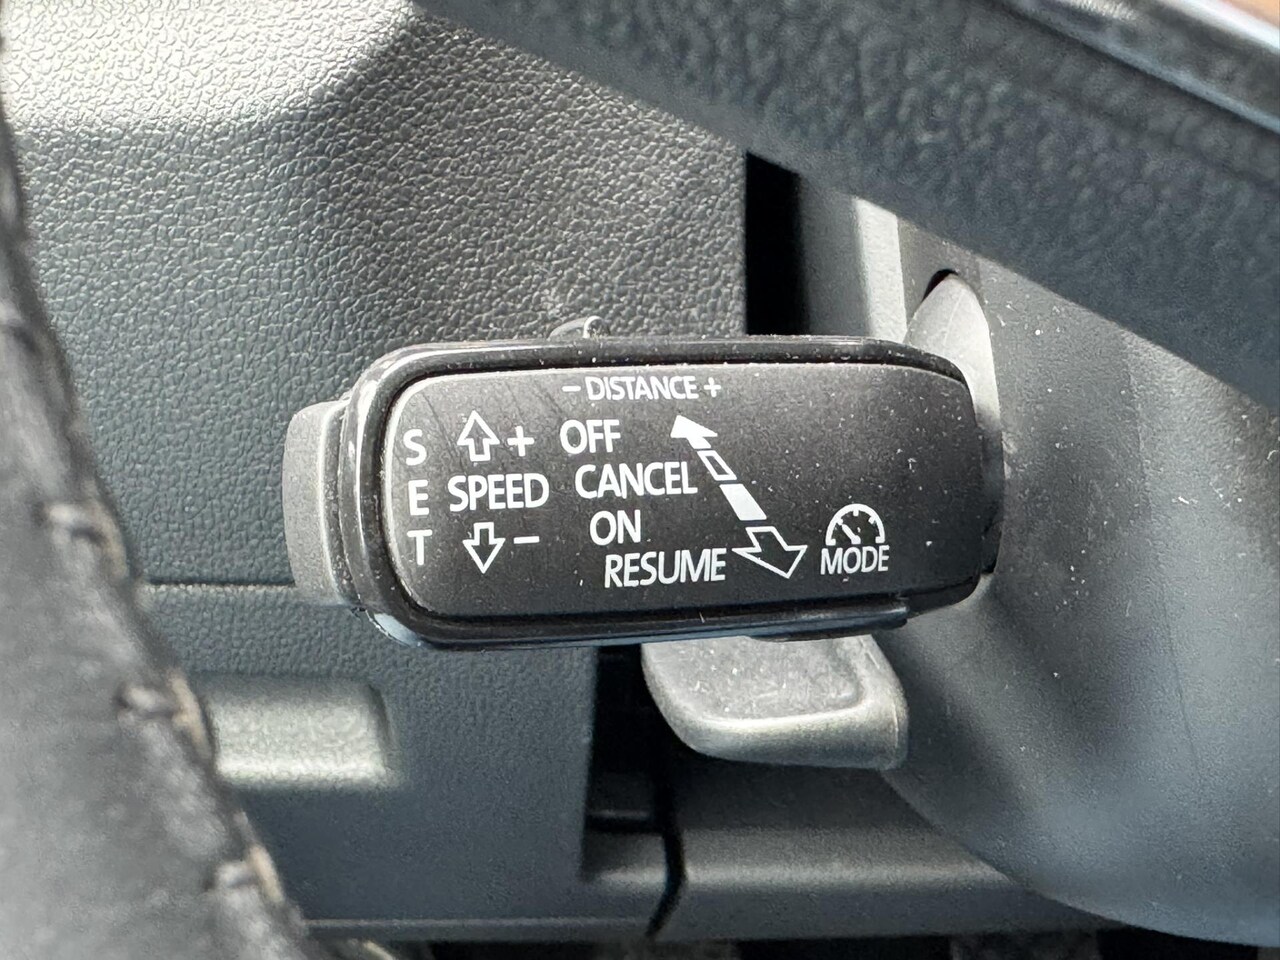 - DISTANCE +
S
E
T
+
SPEED
-
OFF
CANCEL
ON
RESUME
MODE